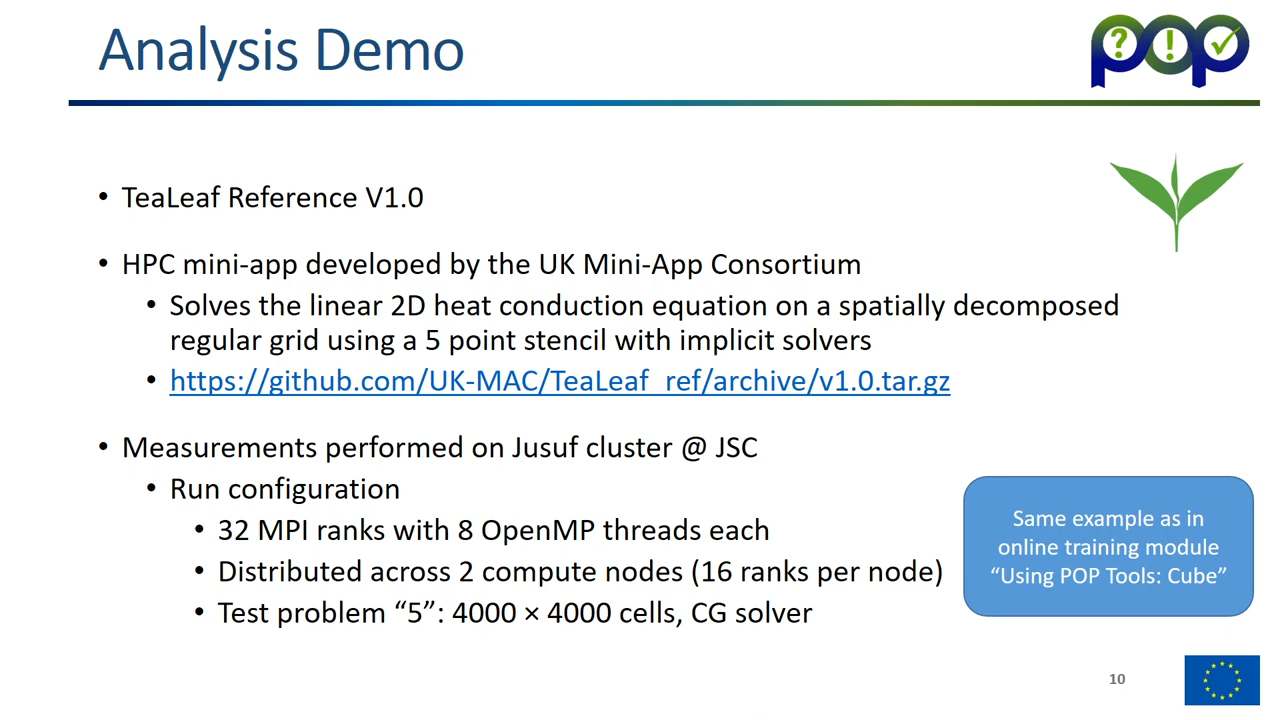 Analysis Demo
pop
• TeaLeaf Reference V1.0
• HPC mini-app developed by the UK Mini-App Consortium
• Solves the linear 2D heat conduction equation on a spatially decomposed
regular grid using a 5 point stencil with implicit solvers
• https://github.com/UK-MAC/TeaLeaf_ref/archive/v1.0.tar.gz
• Measurements performed on Jusuf cluster @ JSC
• Run configuration
• 32 MPI ranks with 8 OpenMP threads each
• Distributed across 2 compute nodes (16 ranks per node)
• Test problem “5”: 4000 × 4000 cells, CG solver
Same example as in
online training module
“Using POP Tools: Cube”
10